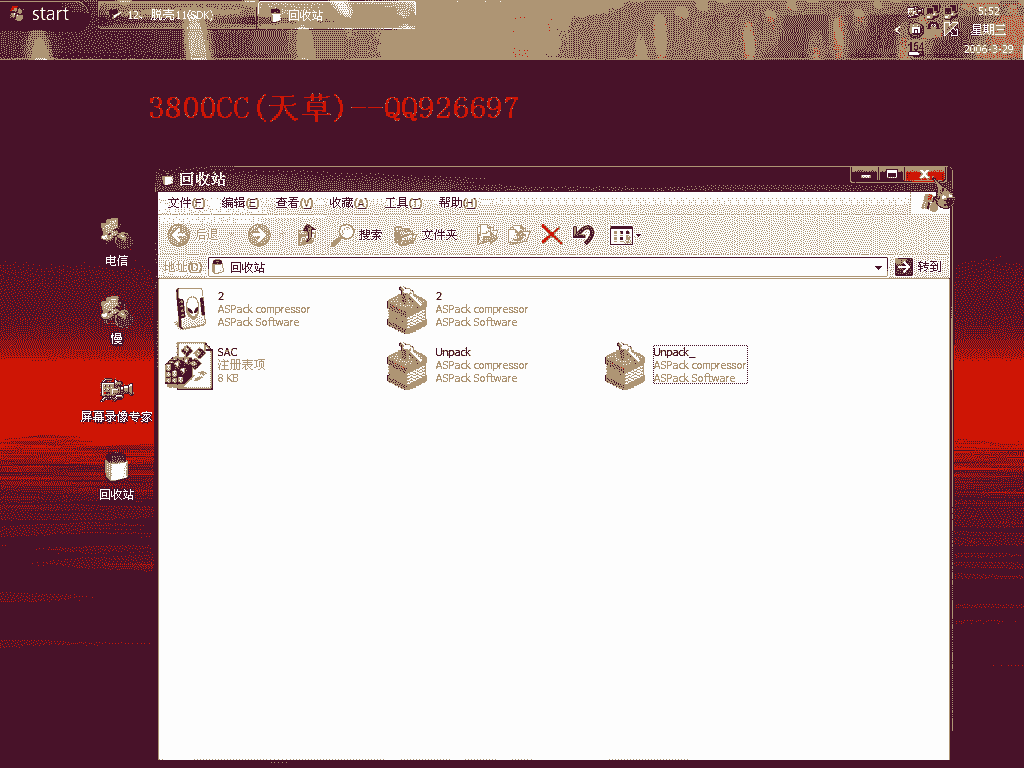 start
12、脱壳11(SDK)
回收站
5:52
星期三
164
2006-3-29
3800CC(天草)--QQ926697
回收站
文件(F) 编辑(E) 查看(V) 收藏(A) 工具(T) 帮助(H)
后退 搜索 文件夹
地址(D) 回收站 转到
2
ASPack compressor
ASPack Software
2
ASPack compressor
ASPack Software
SAC
注册表项
8 KB
Unpack
ASPack compressor
ASPack Software
Unpack_
ASPack compressor
ASPack Software
电信
慢
屏幕录像专家
回收站